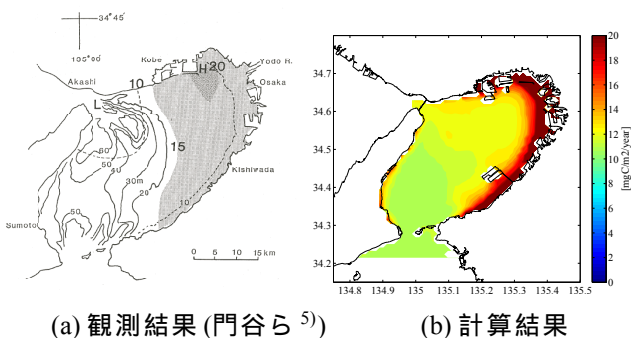 34°45'
135°00'
Akashi
Kobe
Yodo R.
Osaka
Kishiwada
Sumoto
10
H
20
L
15
60
50
40
30m
20
10
50
0 5 10 15km
(a) 観測結果 (門谷ら 5))
34.7
34.6
34.5
34.4
34.3
34.2
134.8 134.9 135 135.1 135.2 135.3 135.4 135.5
20
18
16
14
12
10
8
6
4
2
0
[mgC/m2/year]
(b) 計算結果